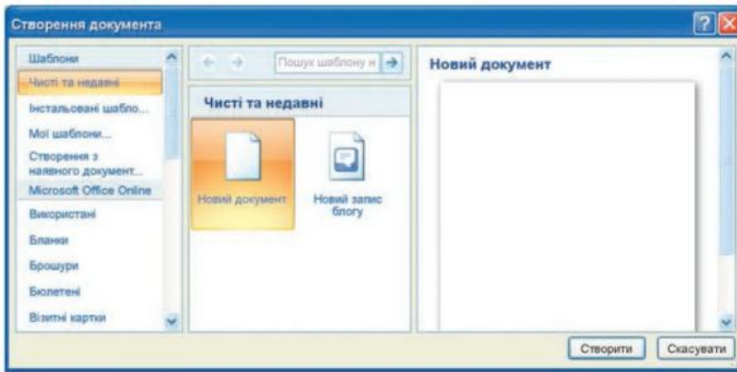 Створення документа
Шаблони
Чисті та недавні
Інстальовані шабло...
Мої шаблони...
Створення з
наявного документ...
Microsoft Office Online
Використані
Бланки
Брошури
Бюлетені
Візитні картки
Пошук шаблону н
Чисті та недавні
Новий документ
Новий запис
блогу
Новий документ
Створити
Скасувати